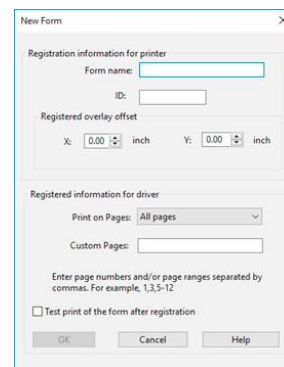 New Form
Registration information for printer
Form name:
ID:
Registered overlay offset
X: 0.00 inch Y: 0.00 inch
Registered information for driver
Print on Pages: All pages
Custom Pages:
Enter page numbers and/or page ranges separated by
commas. For example, 1,3,5-12
Test print of the form after registration
OK Cancel Help